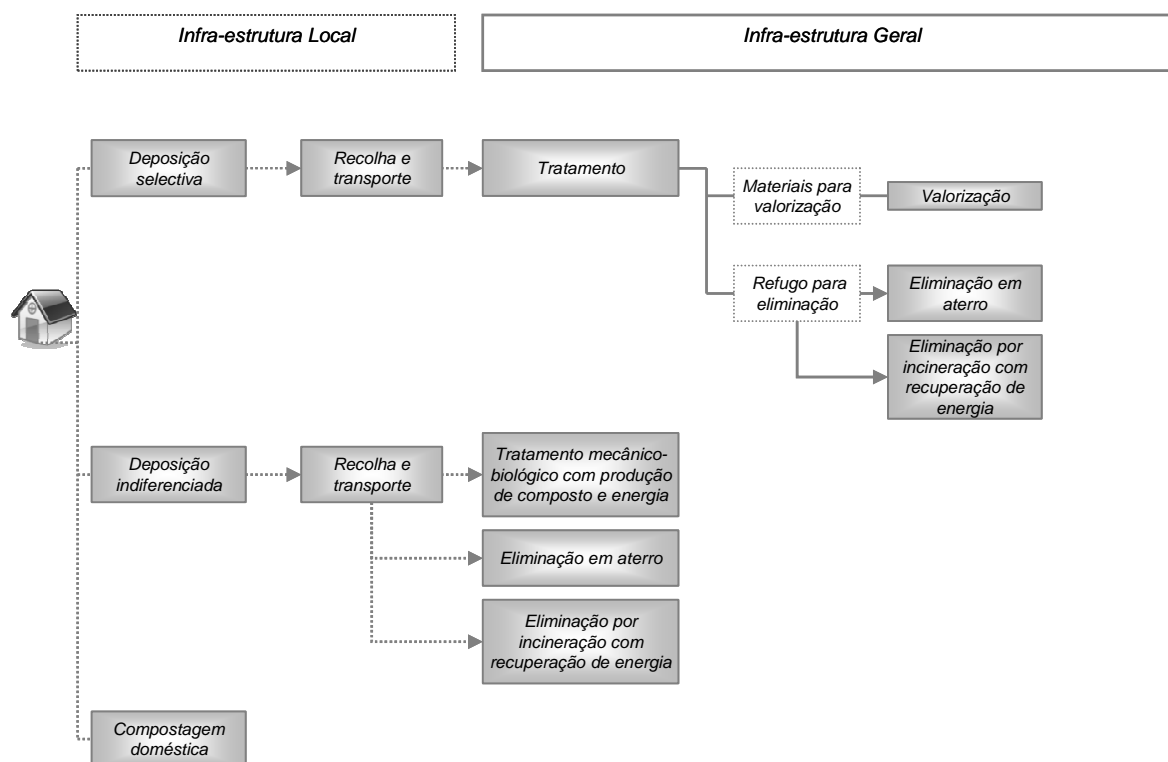 Infra-estrutura Local
Infra-estrutura Geral
Deposição
selectiva
Recolha e
transporte
Tratamento
Materiais para
valorização
Valorização
Refugo para
eliminação
Eliminação em
aterro
Eliminação por
incineração com
recuperação de
energia
Deposição
indiferenciada
Recolha e
transporte
Tratamento mecânico-
biológico com produção
de composto e energia
Eliminação em aterro
Eliminação por
incineração com
recuperação de energia
Compostagem
doméstica